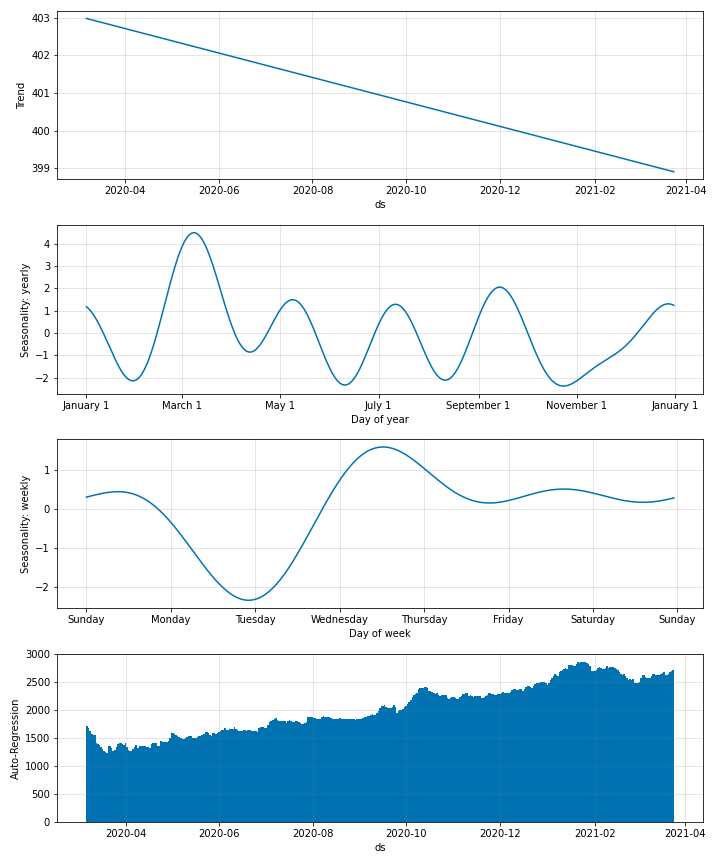 403
402
401
400
399
Trend
2020-04 2020-06 2020-08 2020-10 2020-12 2021-02 2021-04
ds
4
3
2
1
0
−1
−2
Seasonality: yearly
January 1 March 1 May 1 July 1 September 1 November 1 January 1
Day of year
1
0
−1
−2
Seasonality: weekly
Sunday Monday Tuesday Wednesday Thursday Friday Saturday Sunday
Day of week
3000
2500
2000
1500
1000
500
0
Auto-Regression
2020-04 2020-06 2020-08 2020-10 2020-12 2021-02 2021-04
ds